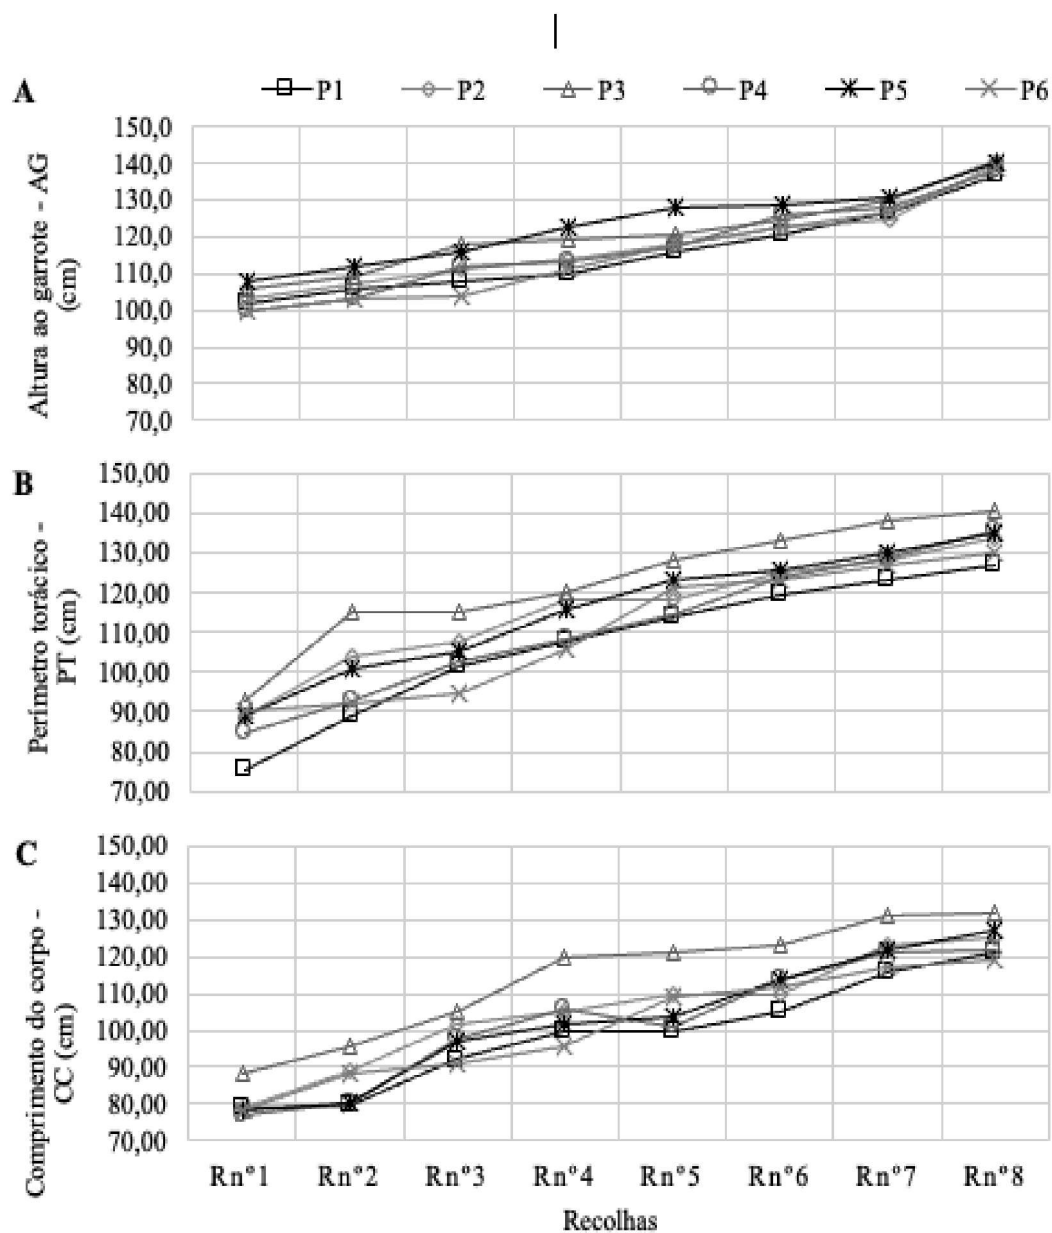 A
P1 P2 P3 P4 P5 P6
Altura ao garrote - AG
(cm)
150,0
140,0
130,0
120,0
110,0
100,0
90,0
80,0
70,0
B
Perímetro torácico -
PT (cm)
150,00
140,00
130,00
120,00
110,00
100,00
90,00
80,00
70,00
C
Comprimento do corpo -
CC (cm)
150,00
140,00
130,00
120,00
110,00
100,00
90,00
80,00
70,00
Rnº1 Rnº2 Rnº3 Rnº4 Rnº5 Rnº6 Rnº7 Rnº8
Recolhas